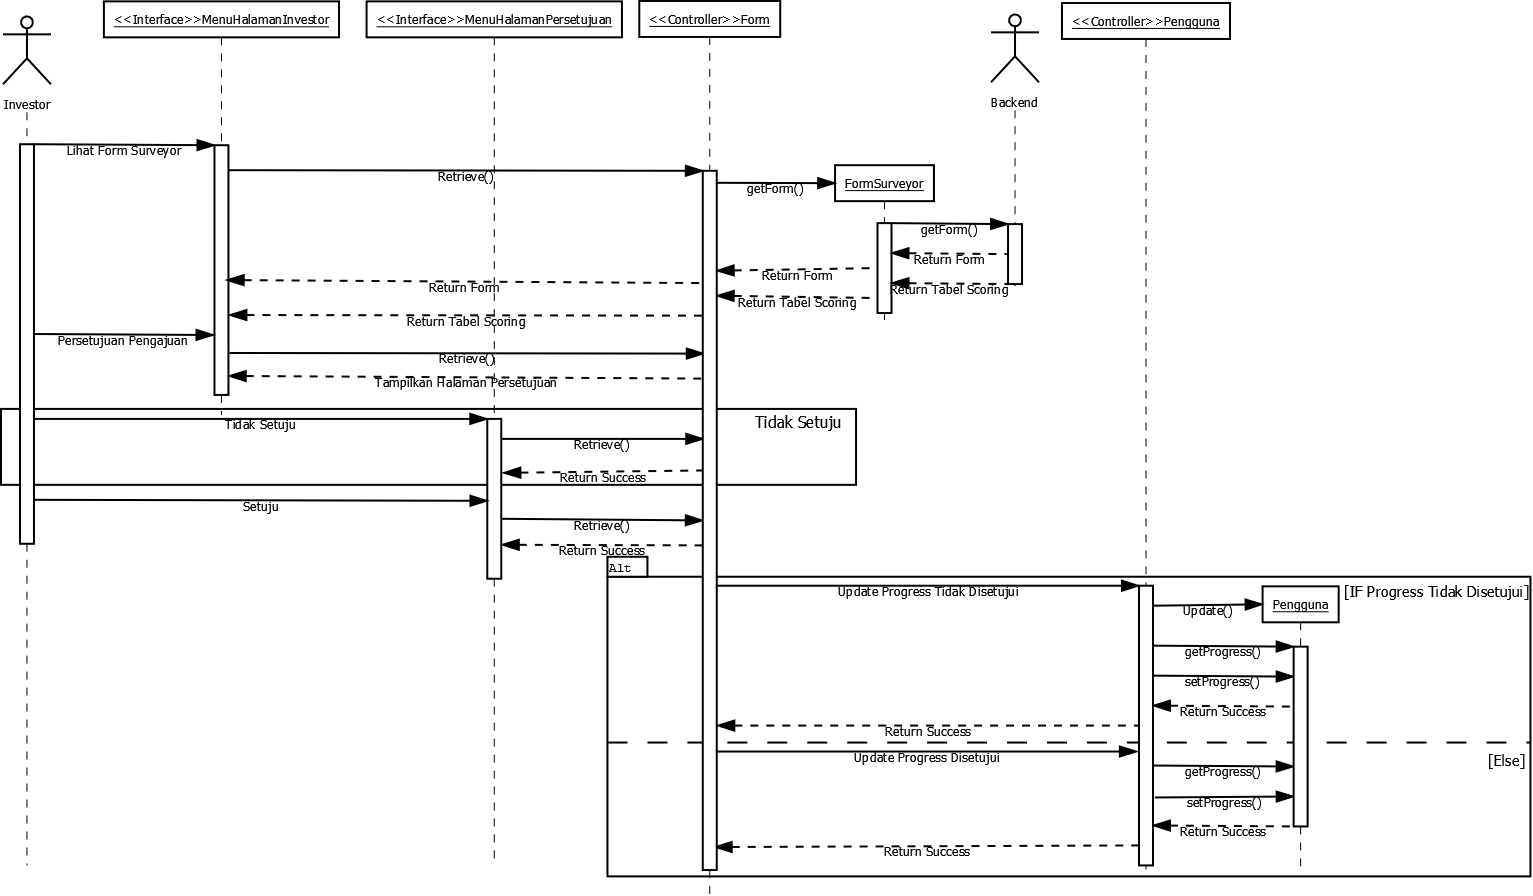 <<Interface>>MenuHalamanInvestor
<<Interface>>MenuHalamanPersetujuan
<<Controller>>Form
<<Controller>>Pengguna
Investor
Backend
Lihat Form Surveyor
Retrieve()
getForm()
FormSurveyor
getForm()
Return Form
Return Form
Return Form
Return Tabel Scoring
Return Tabel Scoring
Return Tabel Scoring
Persetujuan Pengajuan
Retrieve()
Tampilkan Halaman Persetujuan
Tidak Setuju
Tidak Setuju
Retrieve()
Return Success
Setuju
Retrieve()
Return Success
Alt
Update Progress Tidak Disetujui
[IF Progress Tidak Disetujui]
Pengguna
Update()
getProgress()
setProgress()
Return Success
Return Success
Update Progress Disetujui
[Else]
getProgress()
setProgress()
Return Success
Return Success